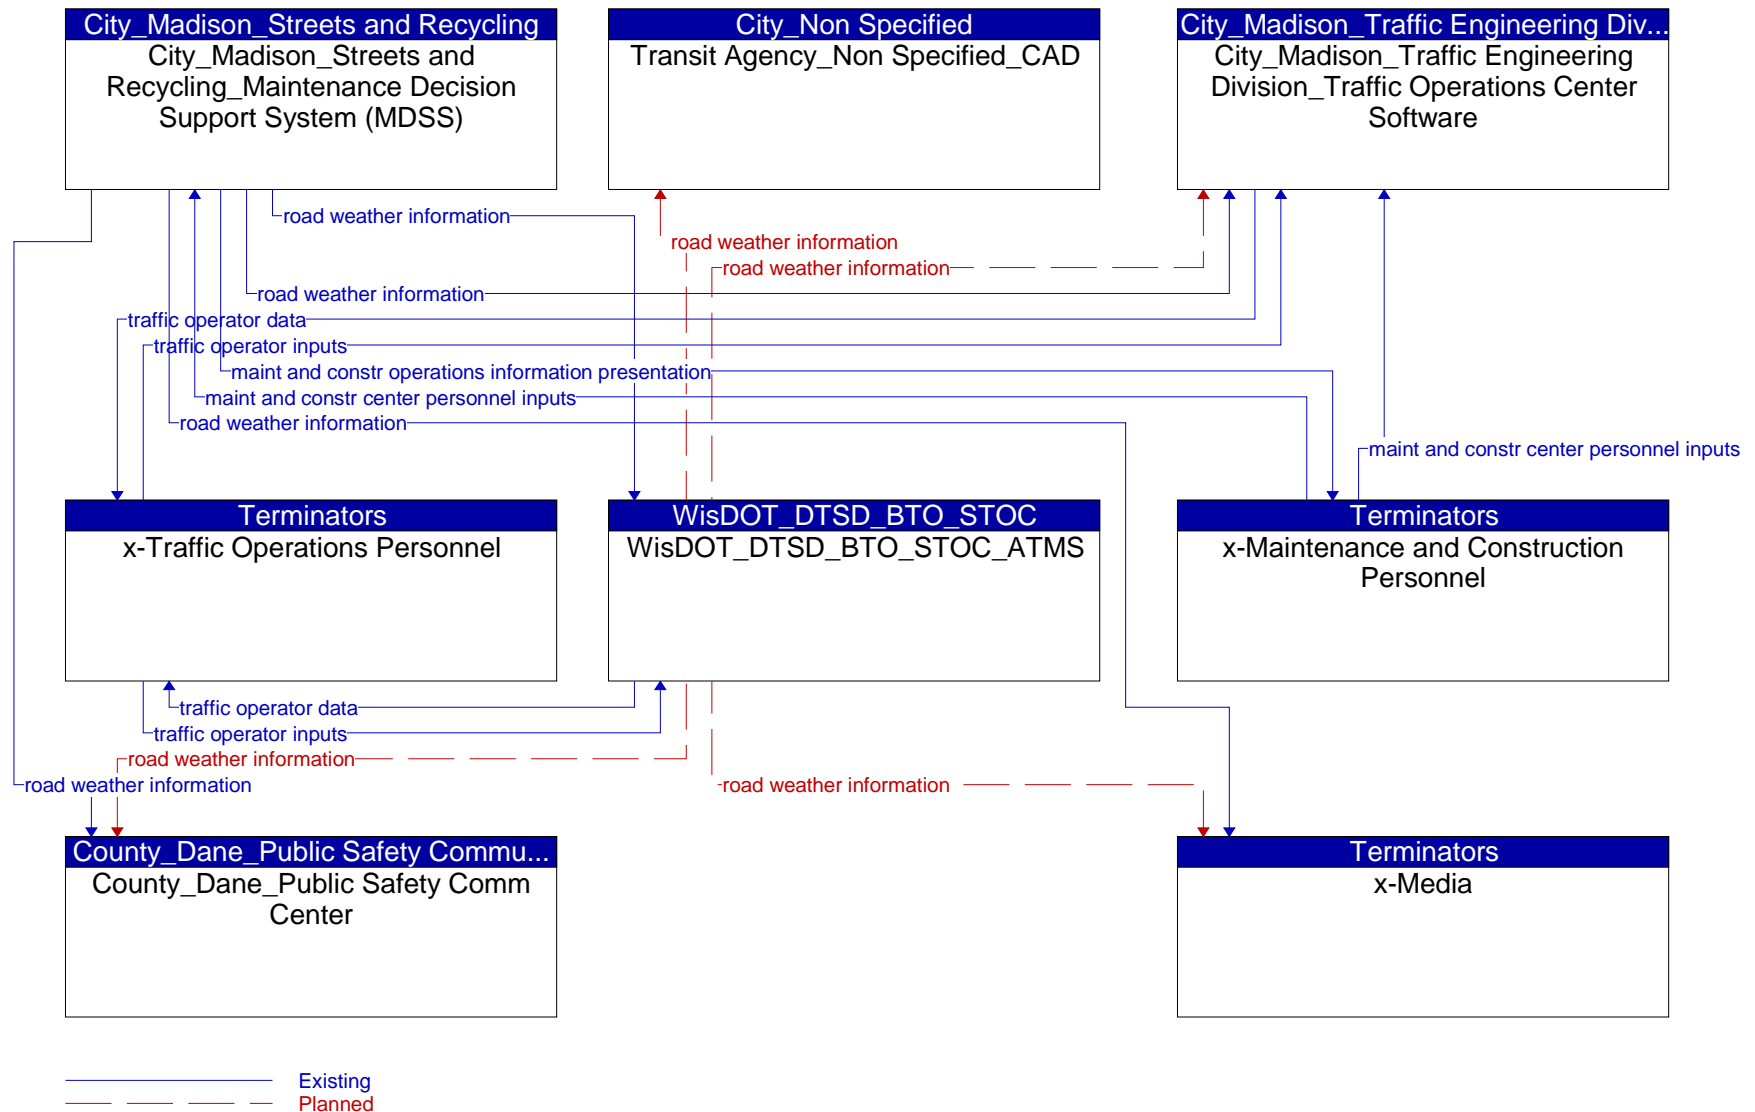 City_Madison_Streets and Recycling
City_Madison_Streets and
Recycling_Maintenance Decision
Support System (MDSS)
City_Non Specified
Transit Agency_Non Specified_CAD
City_Madison_Traffic Engineering Div...
City_Madison_Traffic Engineering
Division_Traffic Operations Center
Software
road weather information
road weather information
road weather information
road weather information
traffic operator data
traffic operator inputs
maint and constr operations information presentation
maint and constr center personnel inputs
road weather information
maint and constr center personnel inputs
Terminators
x-Traffic Operations Personnel
WisDOT_DTSD_BTO_STOC
WisDOT_DTSD_BTO_STOC_ATMS
Terminators
x-Maintenance and Construction
Personnel
traffic operator data
traffic operator inputs
road weather information
road weather information
road weather information
County_Dane_Public Safety Commu...
County_Dane_Public Safety Comm
Center
Terminators
x-Media
Existing
Planned